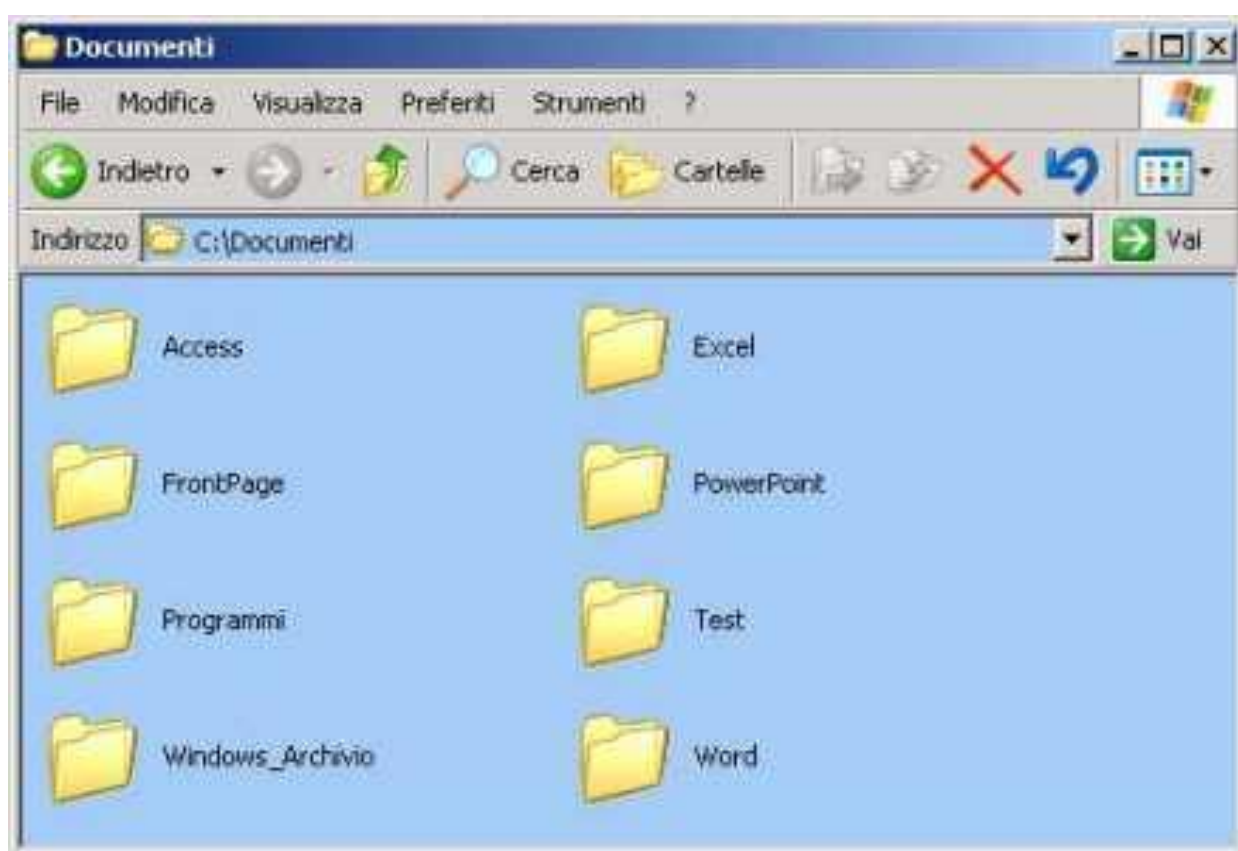 Documenti
File Modifica Visualizza Preferiti Strumenti ?
Indietro Cerca Cartelle
Indirizzo C:\Documenti Vai
Access Excel
FrontPage PowerPoint
Programmi Test
Windows_Archivio Word